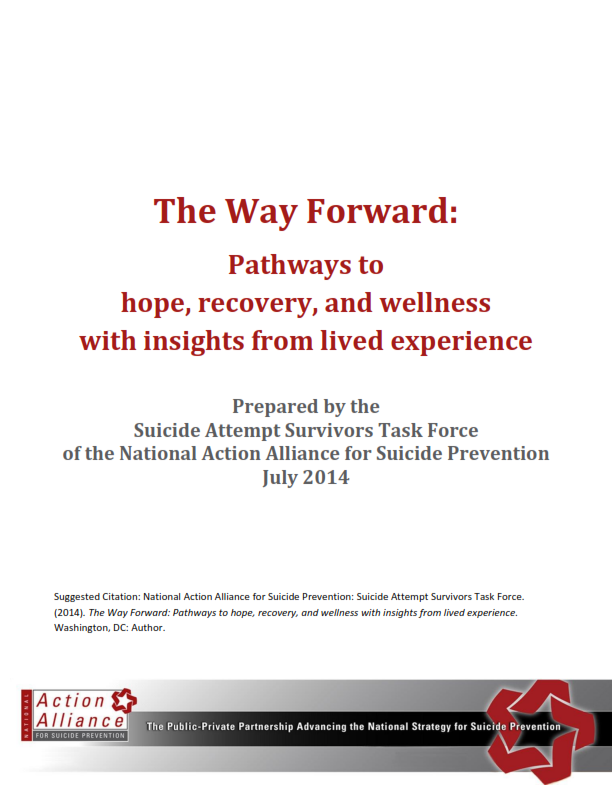 The Way Forward:
Pathways to
hope, recovery, and wellness
with insights from lived experience
Prepared by the
Suicide Attempt Survivors Task Force
of the National Action Alliance for Suicide Prevention
July 2014
Suggested Citation: National Action Alliance for Suicide Prevention: Suicide Attempt Survivors Task Force.
(2014). The Way Forward: Pathways to hope, recovery, and wellness with insights from lived experience.
Washington, DC: Author.
NATIONAL
Action
Alliance
FOR SUICIDE PREVENTION
The Public-Private Partnership Advancing the National Strategy for Suicide Prevention